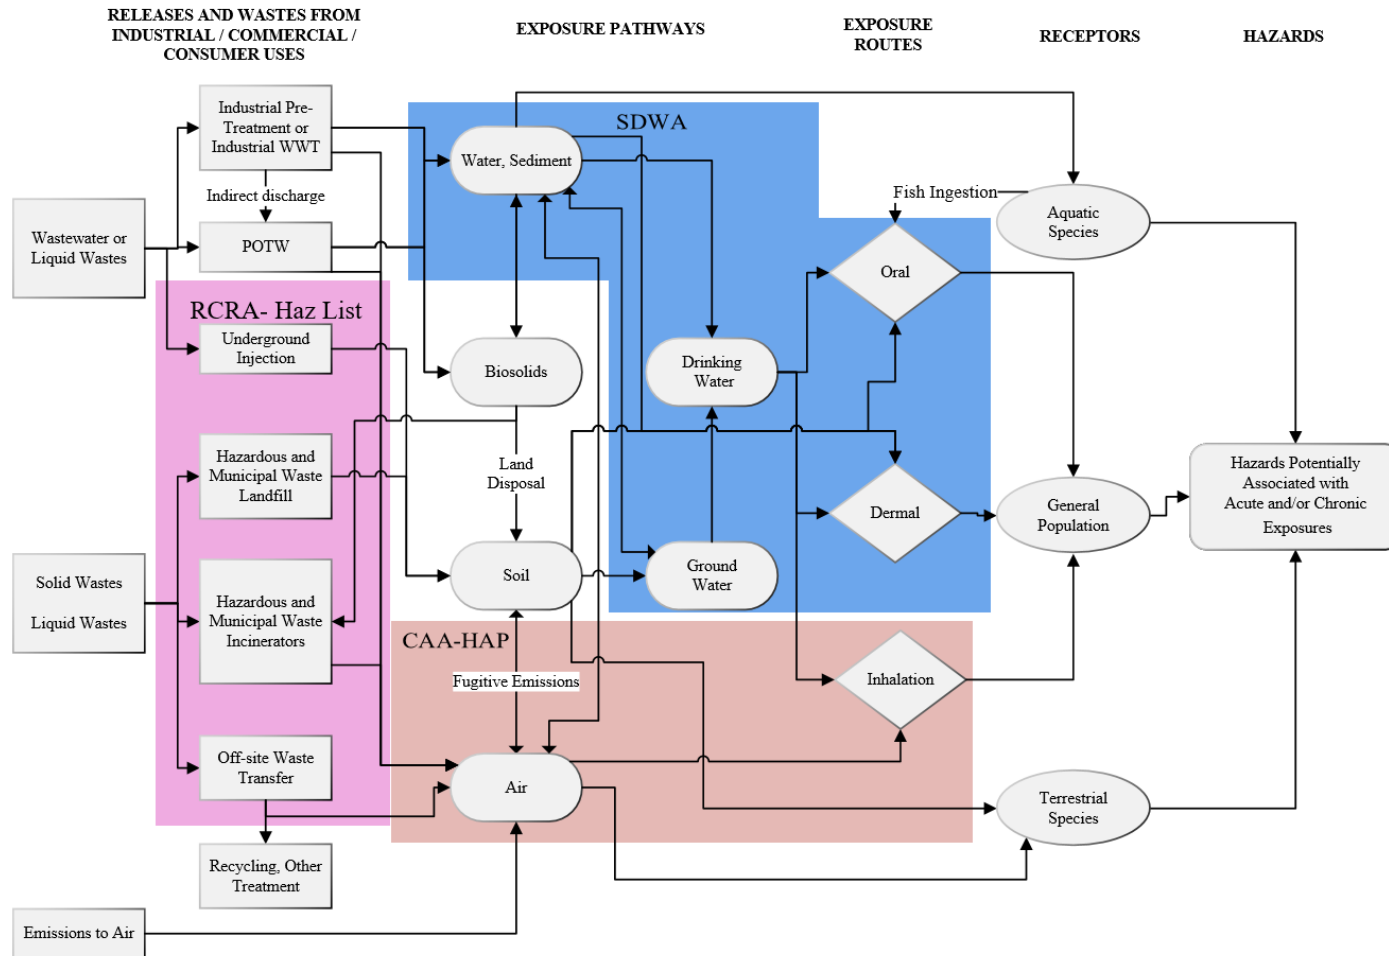 RELEASES AND WASTES FROM
INDUSTRIAL / COMMERCIAL /
CONSUMER USES
EXPOSURE PATHWAYS
EXPOSURE
ROUTES
RECEPTORS
HAZARDS
Industrial Pre-
Treatment or
Industrial WWT
Indirect discharge
POTW
Wastewater or
Liquid Wastes
RCRA- Haz List
Underground
Injection
Hazardous and
Municipal Waste
Landfill
Hazardous and
Municipal Waste
Incinerators
Off-site Waste
Transfer
Recycling, Other
Treatment
Solid Wastes
Liquid Wastes
Emissions to Air
SDWA
Water, Sediment
Biosolids
Land
Disposal
Soil
CAA-HAP
Fugitive Emissions
Air
Drinking
Water
Ground
Water
Fish Ingestion
Oral
Dermal
Inhalation
Aquatic
Species
General
Population
Terrestrial
Species
Hazards Potentially
Associated with
Acute and/or Chronic
Exposures